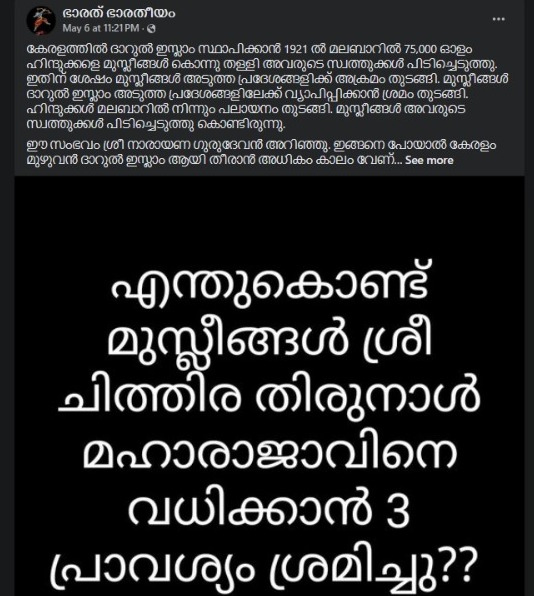 ഭാരത് ഭാരതീയം
May 6 at 11:21 PM ·
കേരളത്തിൽ ദാറുൽ ഇസ്ലാം സ്ഥാപിക്കാൻ 1921 ൽ മലബാറിൽ 75,000 ഓളം
ഹിന്ദുക്കളെ മുസ്ലീങ്ങൾ കൊന്നു തള്ളി അവരുടെ സ്വത്തുക്കൾ പിടിച്ചെടുത്തു.
ഇതിന് ശേഷം മുസ്ലീങ്ങൾ അടുത്ത പ്രദേശങ്ങളിക്ക് അക്രമം തുടങ്ങി. മുസ്ലീങ്ങൾ
ദാറുൽ ഇസ്ലാം അടുത്ത പ്രദേശങ്ങളിലേക്ക് വ്യാപിപ്പിക്കാൻ ശ്രമം തുടങ്ങി.
ഹിന്ദുക്കൾ മലബാറിൽ നിന്നും പലായനം തുടങ്ങി. മുസ്ലീങ്ങൾ അവരുടെ
സ്വത്തുക്കൾ പിടിച്ചെടുത്തു കൊണ്ടിരുന്നു.
ഈ സംഭവം ശ്രീ നാരായണ ഗുരുദേവൻ അറിഞ്ഞു. ഇങ്ങനെ പോയാൽ കേരളം
മുഴുവൻ ദാറുൽ ഇസ്ലാം ആയി തീരാൻ അധികം കാലം വേണ്... See more
എന്തുകൊണ്ട്
മുസ്ലീങ്ങൾ ശ്രീ
ചിത്തിര തിരുനാൾ
മഹാരാജാവിനെ
വധിക്കാൻ 3
പ്രാവശ്യം ശ്രമിച്ചു??